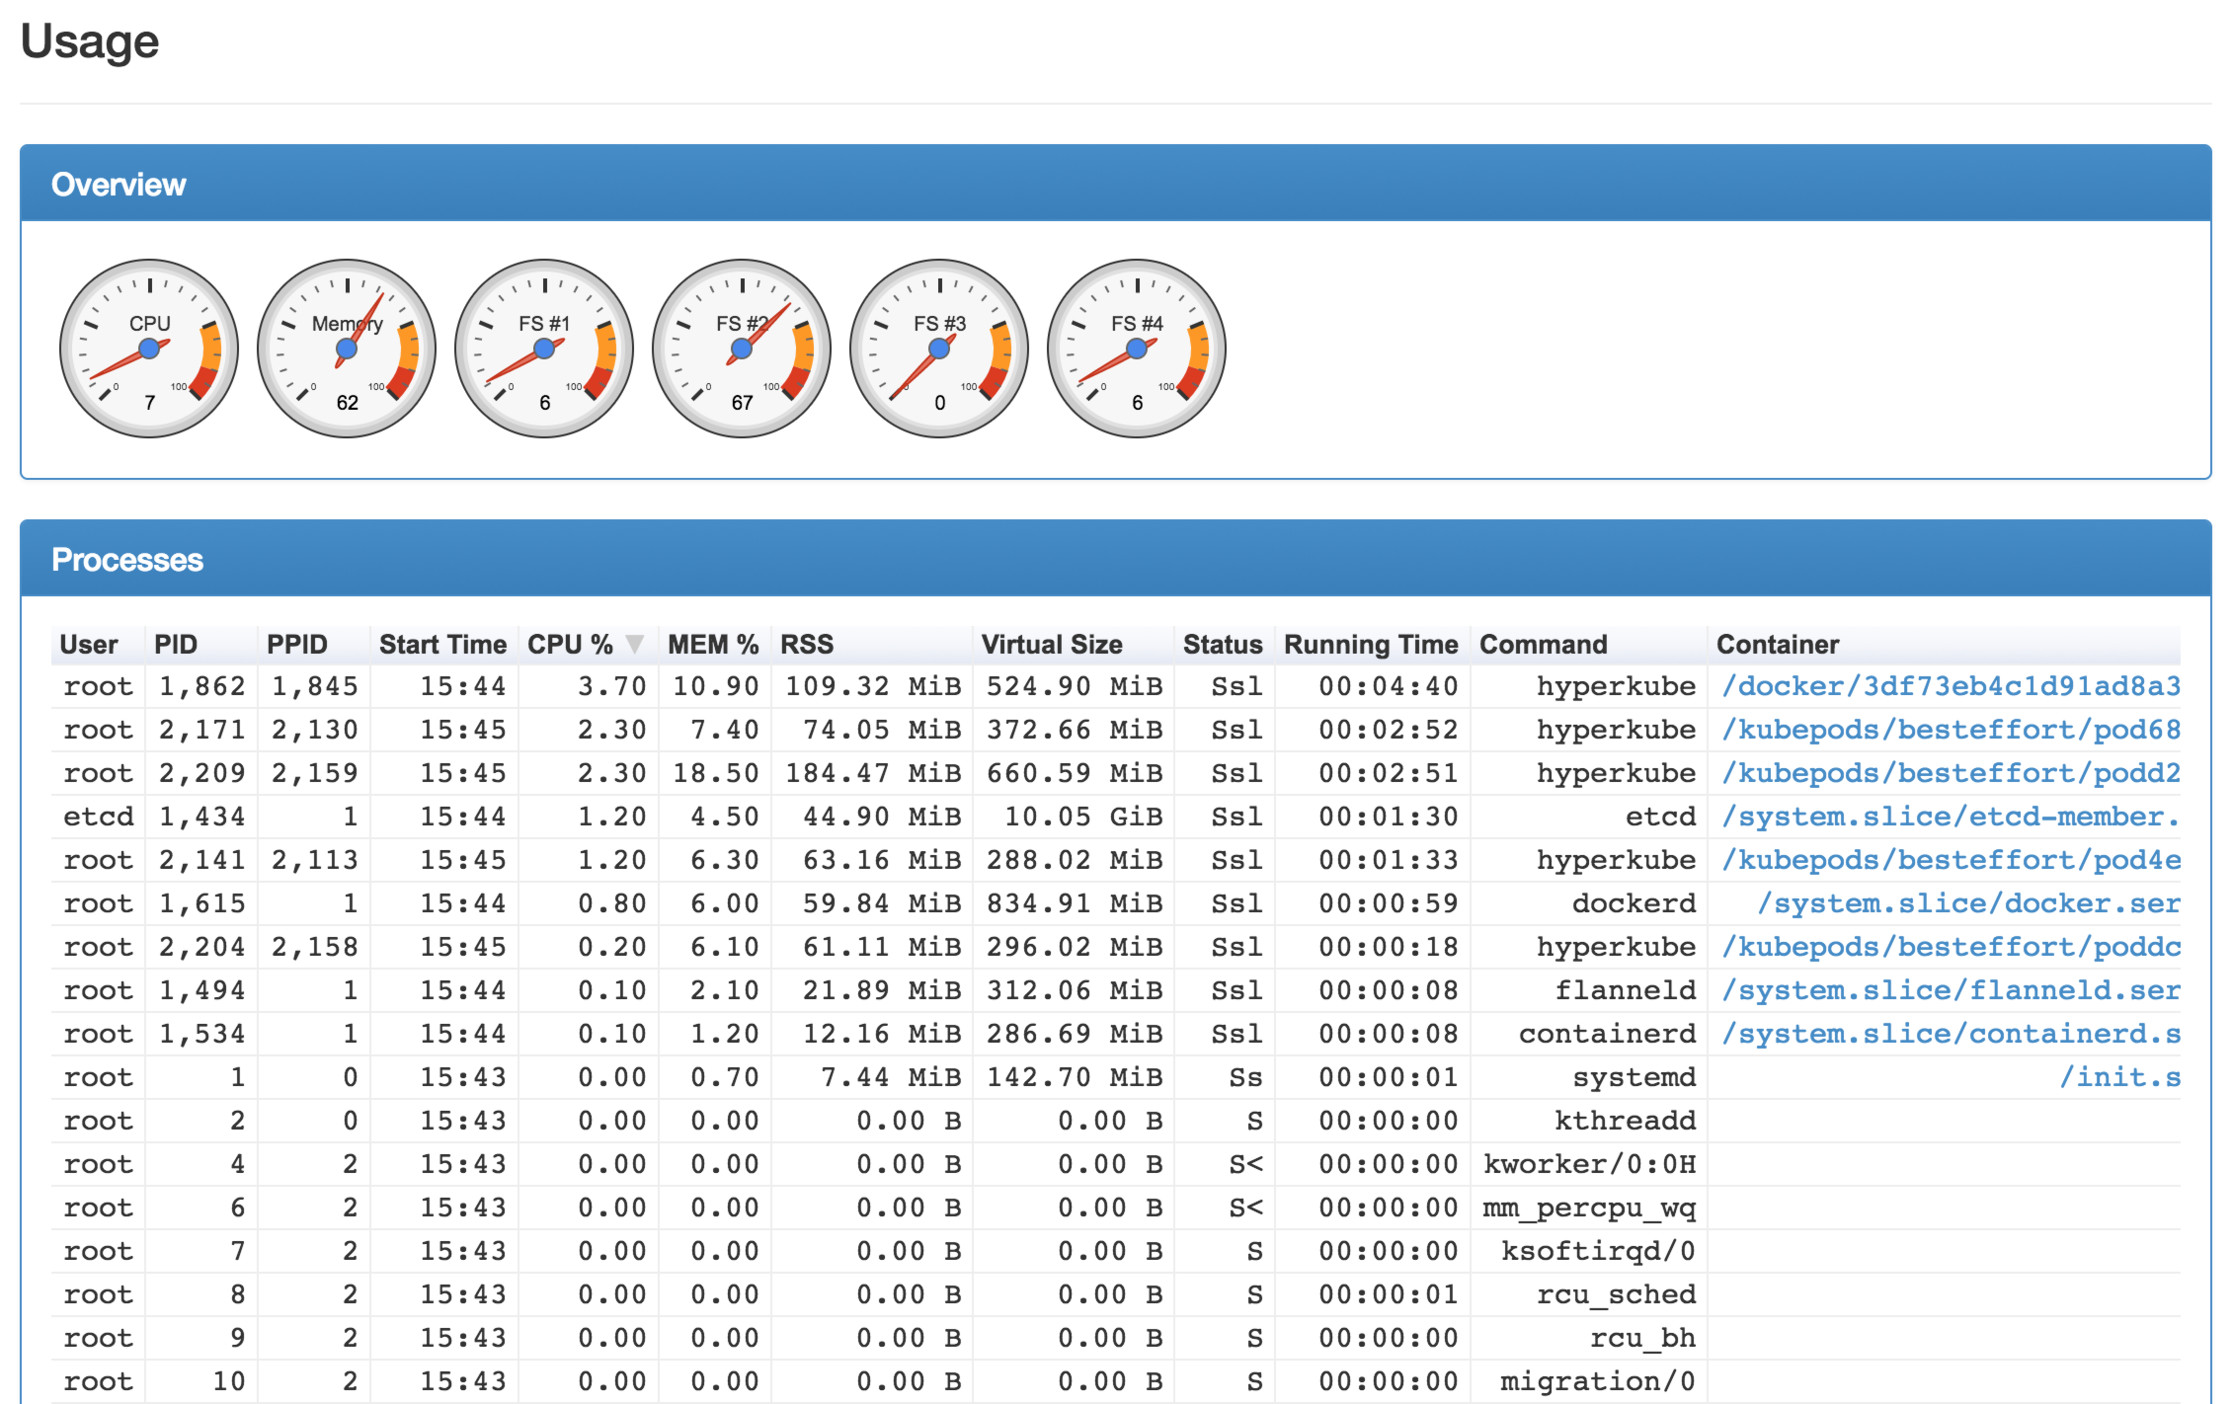 Usage
Overview
CPU Memory FS #1 FS #2 FS #3 FS #4
0 100 0 100 0 100 0 100 0 100 0 100
7 62 6 67 0 6
Processes
User PID PPID Start Time CPU % MEM % RSS Virtual Size Status Running Time Command Container
root 1,862 1,845 15:44 3.70 10.90 109.32 MiB 524.90 MiB Ssl 00:04:40 hyperkube /docker/3df73eb4c1d91ad8a3
root 2,171 2,130 15:45 2.30 7.40 74.05 MiB 372.66 MiB Ssl 00:02:52 hyperkube /kubepods/besteffort/pod68
root 2,209 2,159 15:45 2.30 18.50 184.47 MiB 660.59 MiB Ssl 00:02:51 hyperkube /kubepods/besteffort/podd2
etcd 1,434 1 15:44 1.20 4.50 44.90 MiB 10.05 GiB Ssl 00:01:30 etcd /system.slice/etcd-member.
root 2,141 2,113 15:45 1.20 6.30 63.16 MiB 288.02 MiB Ssl 00:01:33 hyperkube /kubepods/besteffort/pod4e
root 1,615 1 15:44 0.80 6.00 59.84 MiB 834.91 MiB Ssl 00:00:59 dockerd /system.slice/docker.ser
root 2,204 2,158 15:45 0.20 6.10 61.11 MiB 296.02 MiB Ssl 00:00:18 hyperkube /kubepods/besteffort/poddc
root 1,494 1 15:44 0.10 2.10 21.89 MiB 312.06 MiB Ssl 00:00:08 flanneld /system.slice/flanneld.ser
root 1,534 1 15:44 0.10 1.20 12.16 MiB 286.69 MiB Ssl 00:00:08 containerd /system.slice/containerd.s
root 1 0 15:43 0.00 0.70 7.44 MiB 142.70 MiB Ss 00:00:01 systemd /init.s
root 2 0 15:43 0.00 0.00 0.00 B 0.00 B S 00:00:00 kthreadd
root 4 2 15:43 0.00 0.00 0.00 B 0.00 B S< 00:00:00 kworker/0:0H
root 6 2 15:43 0.00 0.00 0.00 B 0.00 B S< 00:00:00 mm_percpu_wq
root 7 2 15:43 0.00 0.00 0.00 B 0.00 B S 00:00:00 ksoftirqd/0
root 8 2 15:43 0.00 0.00 0.00 B 0.00 B S 00:00:01 rcu_sched
root 9 2 15:43 0.00 0.00 0.00 B 0.00 B S 00:00:00 rcu_bh
root 10 2 15:43 0.00 0.00 0.00 B 0.00 B S 00:00:00 migration/0